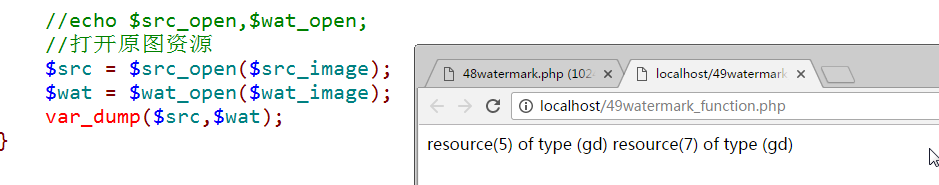 //echo $src_open,$wat_open;
//打开原图资源
$src = $src_open($src_image);
$wat = $wat_open($wat_image);
var_dump($src,$wat);
}
48watermark.php (102
localhost/49watermark
localhost/49watermark_function.php
resource(5) of type (gd) resource(7) of type (gd)